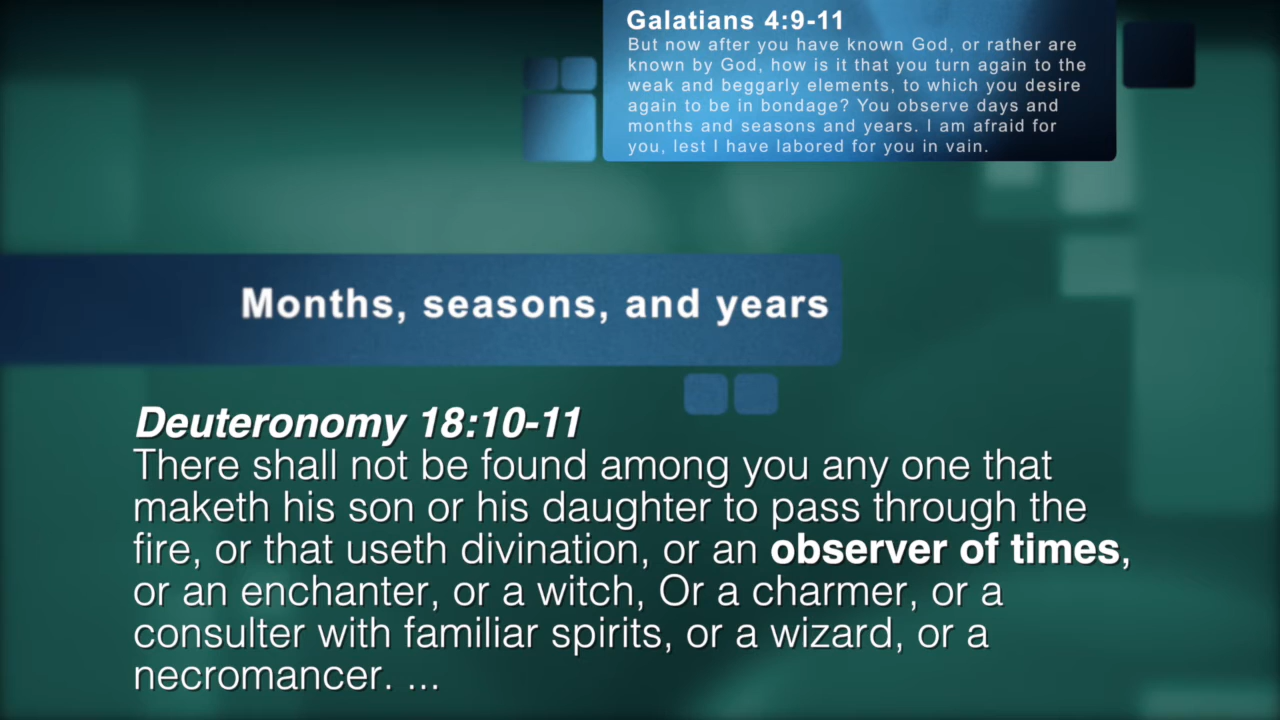 Galatians 4:9-11
But now after you have known God, or rather are
known by God, how is it that you turn again to the
weak and beggarly elements, to which you desire
again to be in bondage? You observe days and
months and seasons and years. I am afraid for
you, lest I have labored for you in vain.
Months, seasons, and years
Deuteronomy 18:10-11
There shall not be found among you any one that
maketh his son or his daughter to pass through the
fire, or that useth divination, or an observer of times,
or an enchanter, or a witch, Or a charmer, or a
consulter with familiar spirits, or a wizard, or a
necromancer. ...